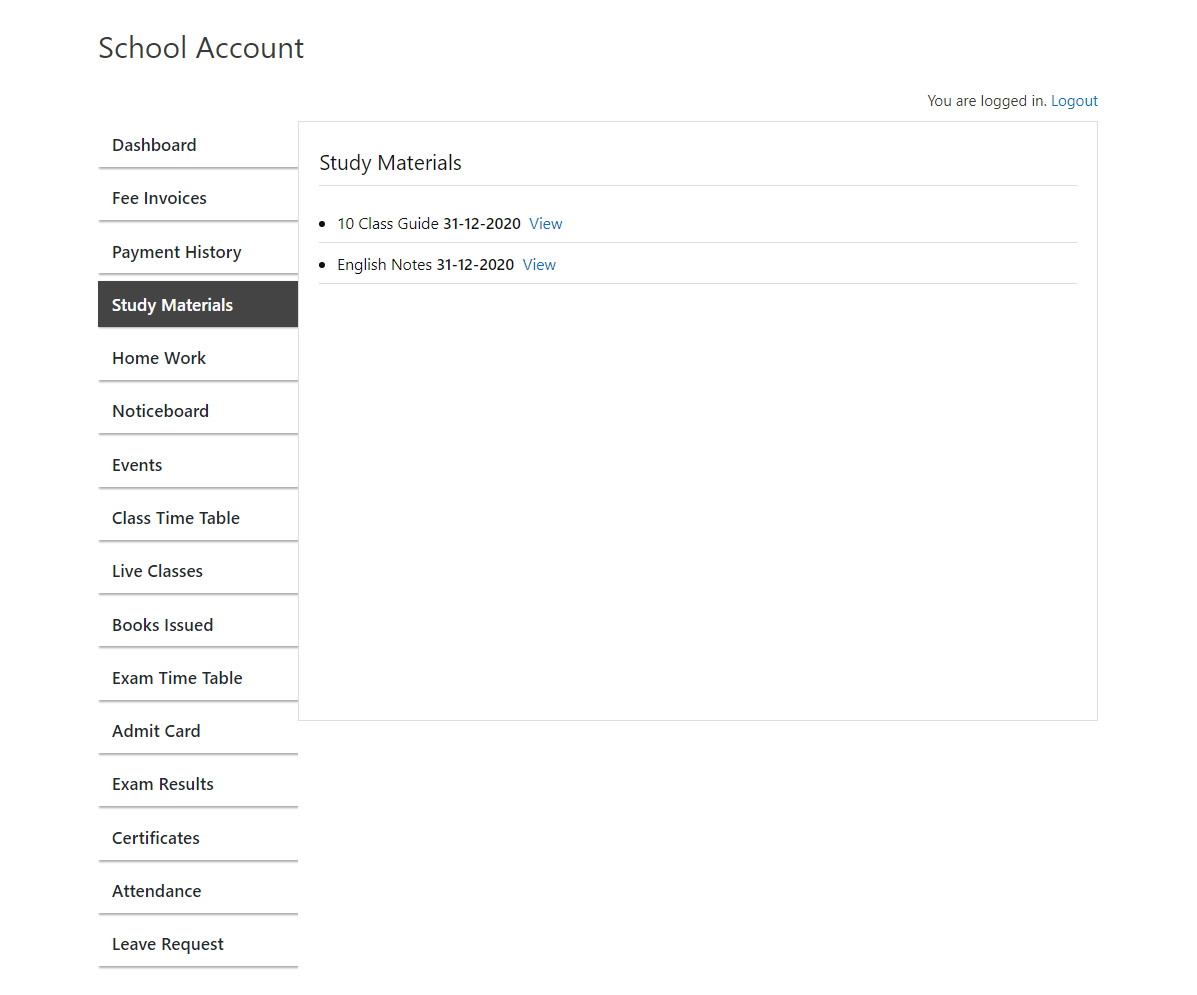 School Account
You are logged in. Logout
Dashboard
Fee Invoices
Payment History
Study Materials
Home Work
Noticeboard
Events
Class Time Table
Live Classes
Books Issued
Exam Time Table
Admit Card
Exam Results
Certificates
Attendance
Leave Request
Study Materials
10 Class Guide 31-12-2020 View
English Notes 31-12-2020 View